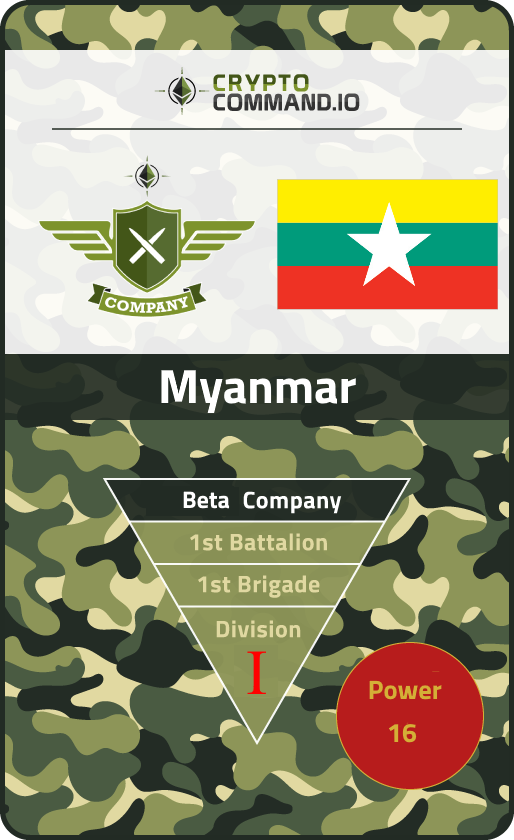 CRYPTO
COMMAND.IO
COMPANY
Myanmar
Beta Company
1st Battalion
1st Brigade
Division
I
Power
16